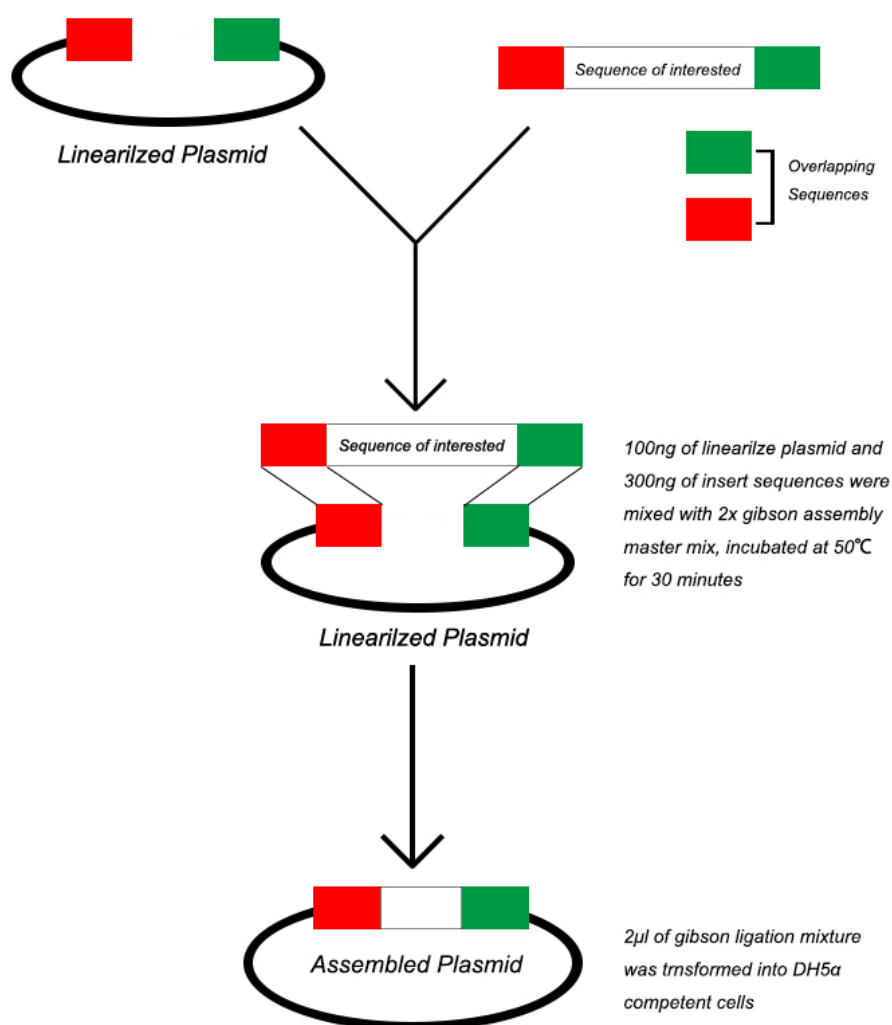 Sequence of interested
Linearilzed Plasmid
Overlapping
Sequences
Sequence of interested
100ng of linearilze plasmid and
300ng of insert sequences were
mixed with 2x gibson assembly
master mix, incubated at 50℃
for 30 minutes
Linearilzed Plasmid
Assembled Plasmid
2µl of gibson ligation mixture
was trnsformed into DH5α
competent cells